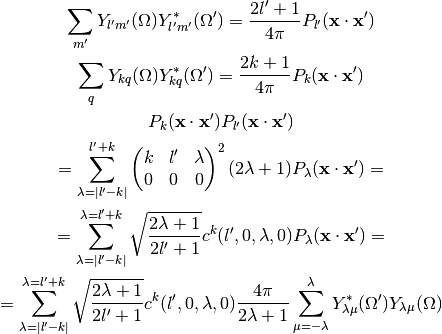 \sum_{m'} Y_{l'm'}(\Omega) Y^*_{l'm'}(\Omega') = \frac{2l'+1}{4\pi} P_{l'}(\mathbf{x} \cdot \mathbf{x}')
\sum_{q} Y_{kq}(\Omega) Y^*_{kq}(\Omega') = \frac{2k+1}{4\pi} P_k(\mathbf{x} \cdot \mathbf{x}')
P_k(\mathbf{x} \cdot \mathbf{x}') P_{l'}(\mathbf{x} \cdot \mathbf{x}')
= \sum_{\lambda=|l'-k|}^{l'+k} \begin{pmatrix} k & l' & \lambda \\ 0 & 0 & 0 \end{pmatrix}^2 (2\lambda+1) P_\lambda(\mathbf{x} \cdot \mathbf{x}') =
= \sum_{\lambda=|l'-k|}^{\lambda=l'+k} \sqrt{\frac{2\lambda+1}{2l'+1}} c^k(l',0,\lambda,0) P_\lambda(\mathbf{x} \cdot \mathbf{x}') =
= \sum_{\lambda=|l'-k|}^{\lambda=l'+k} \sqrt{\frac{2\lambda+1}{2l'+1}} c^k(l',0,\lambda,0) \frac{4\pi}{2\lambda+1} \sum_{\mu=-\lambda}^{\lambda} Y^*_{\lambda\mu}(\Omega') Y_{\lambda\mu}(\Omega)